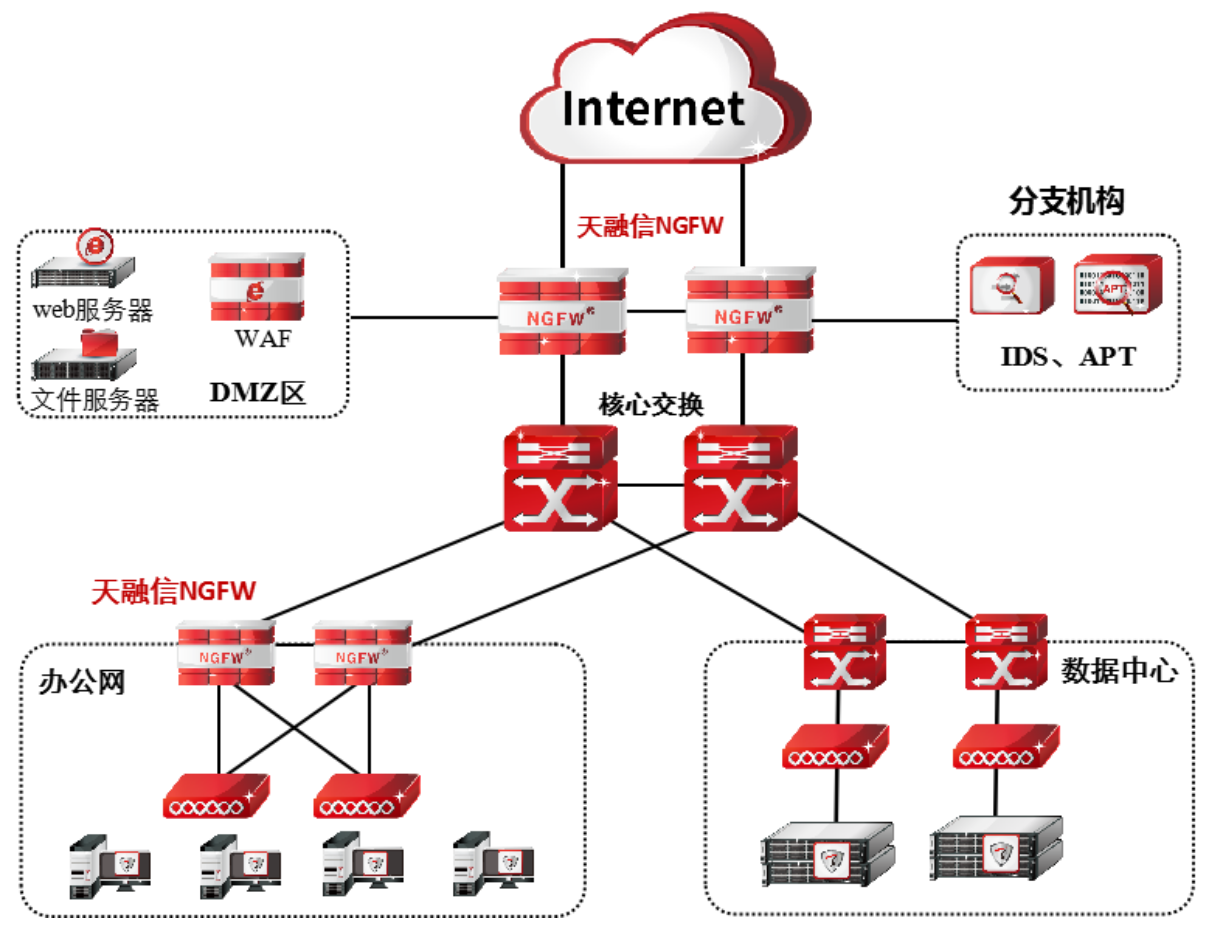 Internet
天融信NGFW
分支机构
web服务器
WAF
文件服务器
DMZ区
NGFW®
NGFW®
APT
IDS、APT
核心交换
天融信NGFW
NGFW®
NGFW®
办公网
数据中心